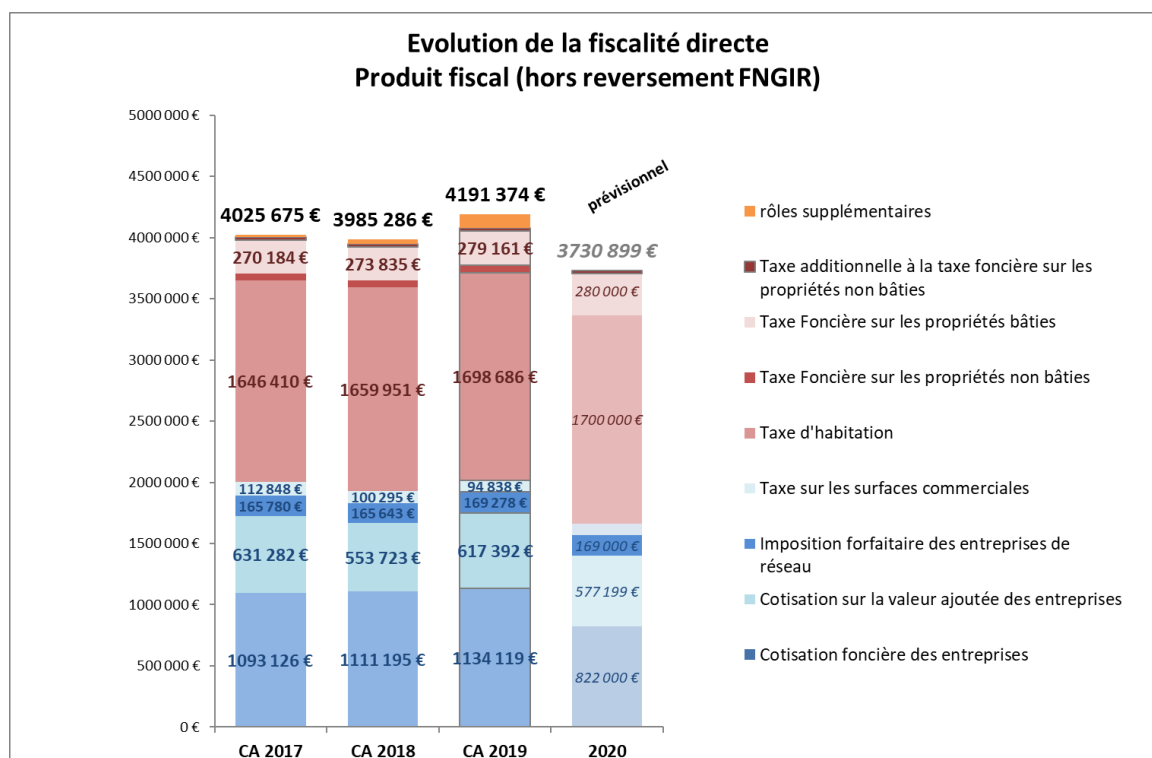 Evolution de la fiscalité directe
Produit fiscal (hors reversement FNGIR)
5000 000 €
4500 000 €
4000 000 €
3500 000 €
3000 000 €
2500 000 €
2000 000 €
1500 000 €
1000 000 €
500 000 €
0 €
4025 675 €
270 184 €
1646 410 €
112 848 €
165 780 €
631 282 €
1093 126 €
CA 2017
3985 286 €
273 835 €
1659 951 €
100 295 €
165 643 €
553 723 €
1111 195 €
CA 2018
4191 374 €
279 161 €
1698 686 €
94 838 €
169 278 €
617 392 €
1134 119 €
CA 2019
prévisionnel
3730 899 €
280 000 €
1700 000 €
169 000 €
577 199 €
822 000 €
2020
rôles supplémentaires
Taxe additionnelle à la taxe foncière sur les
propriétés non bâties
Taxe Foncière sur les propriétés bâties
Taxe Foncière sur les propriétés non bâties
Taxe d'habitation
Taxe sur les surfaces commerciales
Imposition forfaitaire des entreprises de
réseau
Cotisation sur la valeur ajoutée des entreprises
Cotisation foncière des entreprises